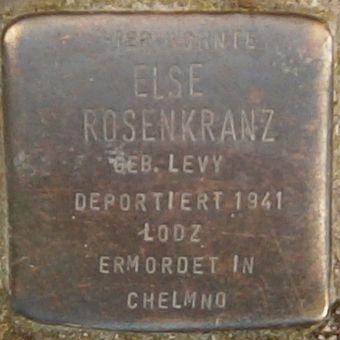 HIER WOHNTE
ELSE
ROSENKRANZ
GEB. LEVY
DEPORTIERT 1941
LODZ
ERMORDET IN
CHELMNO